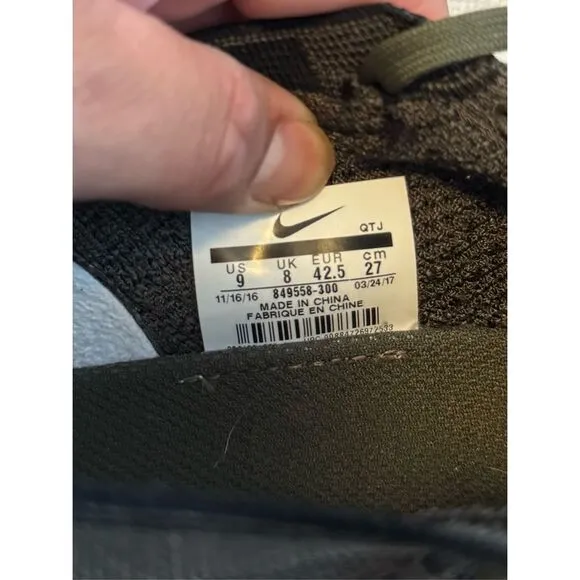 QTJ
US UK EUR cm
9 8 42.5 27
11/16/16 849558-300 03/24/17
MADE IN CHINA
FABRIQUE EN CHINE